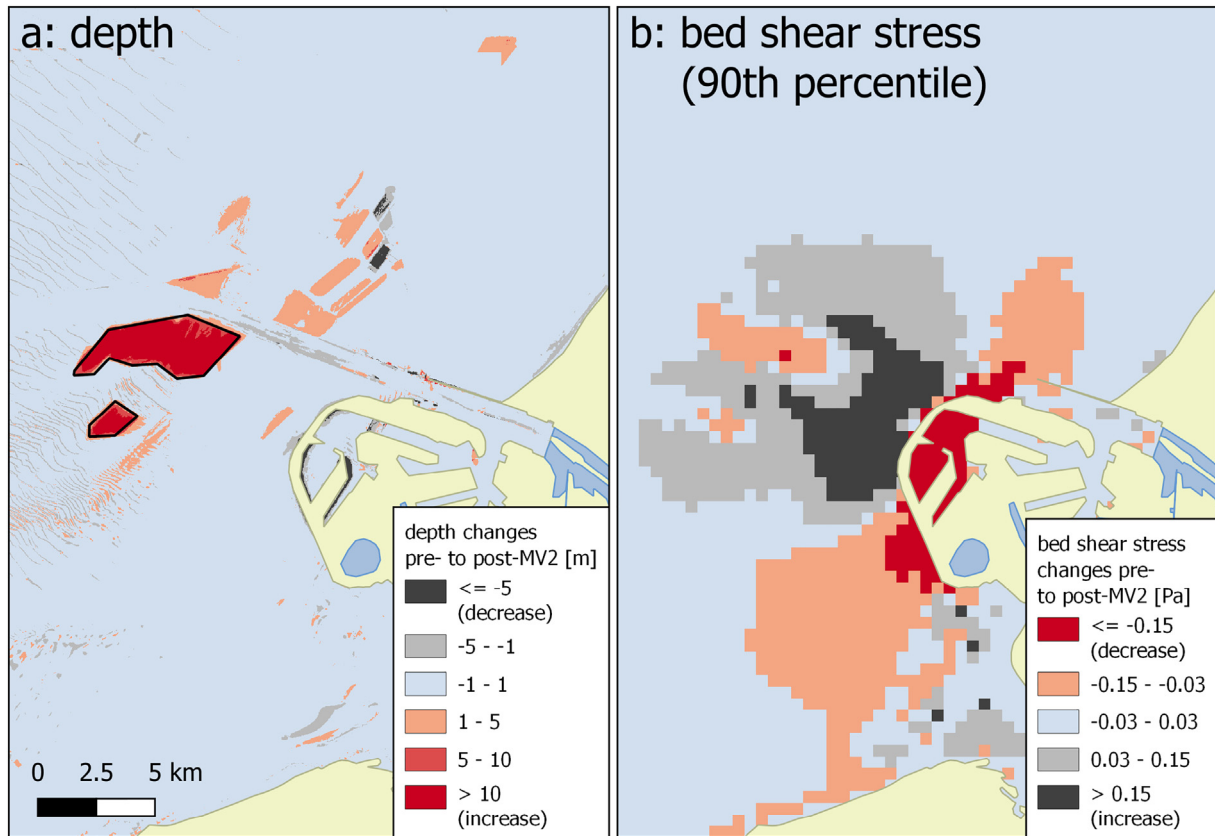 a: depth
0 2.5 5 km
depth changes
pre- to post-MV2 [m]
<= -5
(decrease)
-5 - -1
-1 - 1
1 - 5
5 - 10
> 10
(increase)
b: bed shear stress
(90th percentile)
bed shear stress
changes pre-
to post-MV2 [Pa]
<= -0.15
(decrease)
-0.15 - -0.03
-0.03 - 0.03
0.03 - 0.15
> 0.15
(increase)